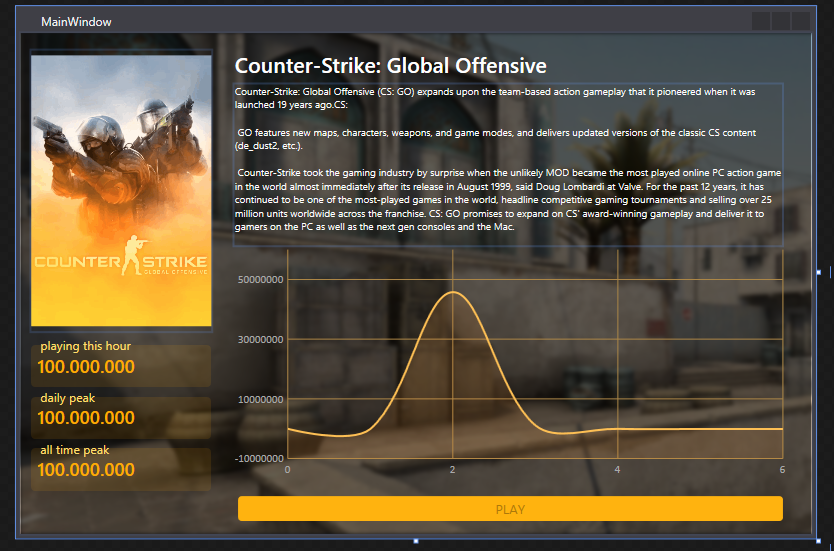 MainWindow
Counter-Strike: Global Offensive
Counter-Strike: Global Offensive (CS: GO) expands upon the team-based action gameplay that it pioneered when it was
launched 19 years ago.CS:
GO features new maps, characters, weapons, and game modes, and delivers updated versions of the classic CS content
(de_dust2, etc.).
Counter-Strike took the gaming industry by surprise when the unlikely MOD became the most played online PC action game
in the world almost immediately after its release in August 1999, said Doug Lombardi at Valve. For the past 12 years, it has
continued to be one of the most-played games in the world, headline competitive gaming tournaments and selling over 25
million units worldwide across the franchise. CS: GO promises to expand on CS' award-winning gameplay and deliver it to
gamers on the PC as well as the next gen consoles and the Mac.
COUNTER STRIKE
GLOBAL OFFENSIVE
playing this hour
100.000.000
daily peak
100.000.000
all time peak
100.000.000
50000000
30000000
10000000
-10000000
0 2 4 6
PLAY